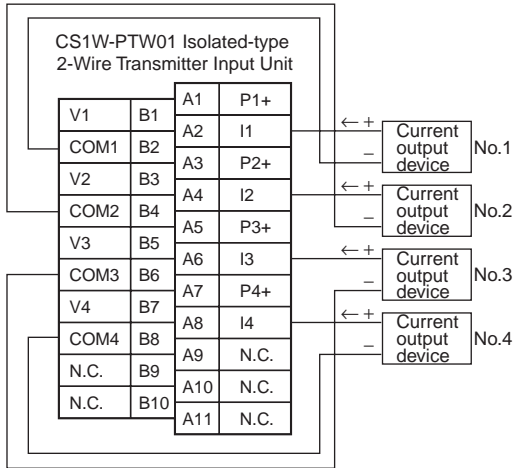 CS1W-PTW01 Isolated-type
2-Wire Transmitter Input Unit
A1 P1+
V1 B1
A2 I1
COM1 B2
A3 P2+
V2 B3
A4 I2
COM2 B4
A5 P3+
V3 B5
A6 I3
COM3 B6
A7 P4+
V4 B7
A8 I4
COM4 B8
A9 N.C.
N.C. B9
A10 N.C.
N.C. B10
A11 N.C.
← +
−
Current
output
device
No.1
← +
−
Current
output
device
No.2
← +
−
Current
output
device
No.3
← +
−
Current
output
device
No.4